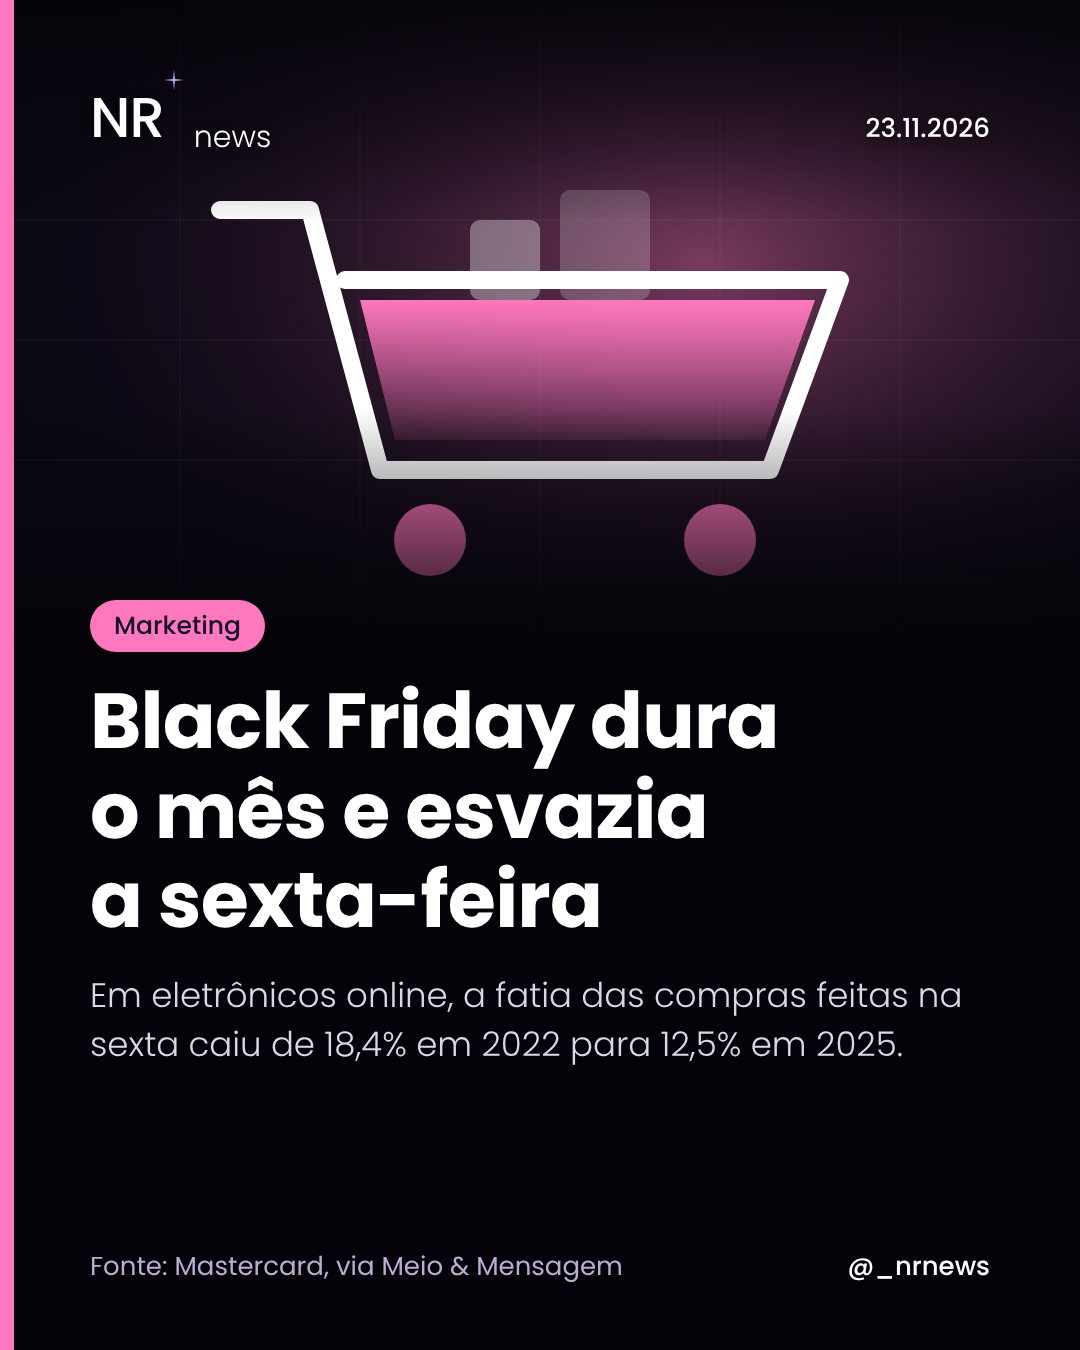 NR news
23.11.2026
Marketing
Black Friday dura
o mês e esvazia
a sexta-feira
Em eletrônicos online, a fatia das compras feitas na
sexta caiu de 18,4% em 2022 para 12,5% em 2025.
Fonte: Mastercard, via Meio & Mensagem
@_nrnews